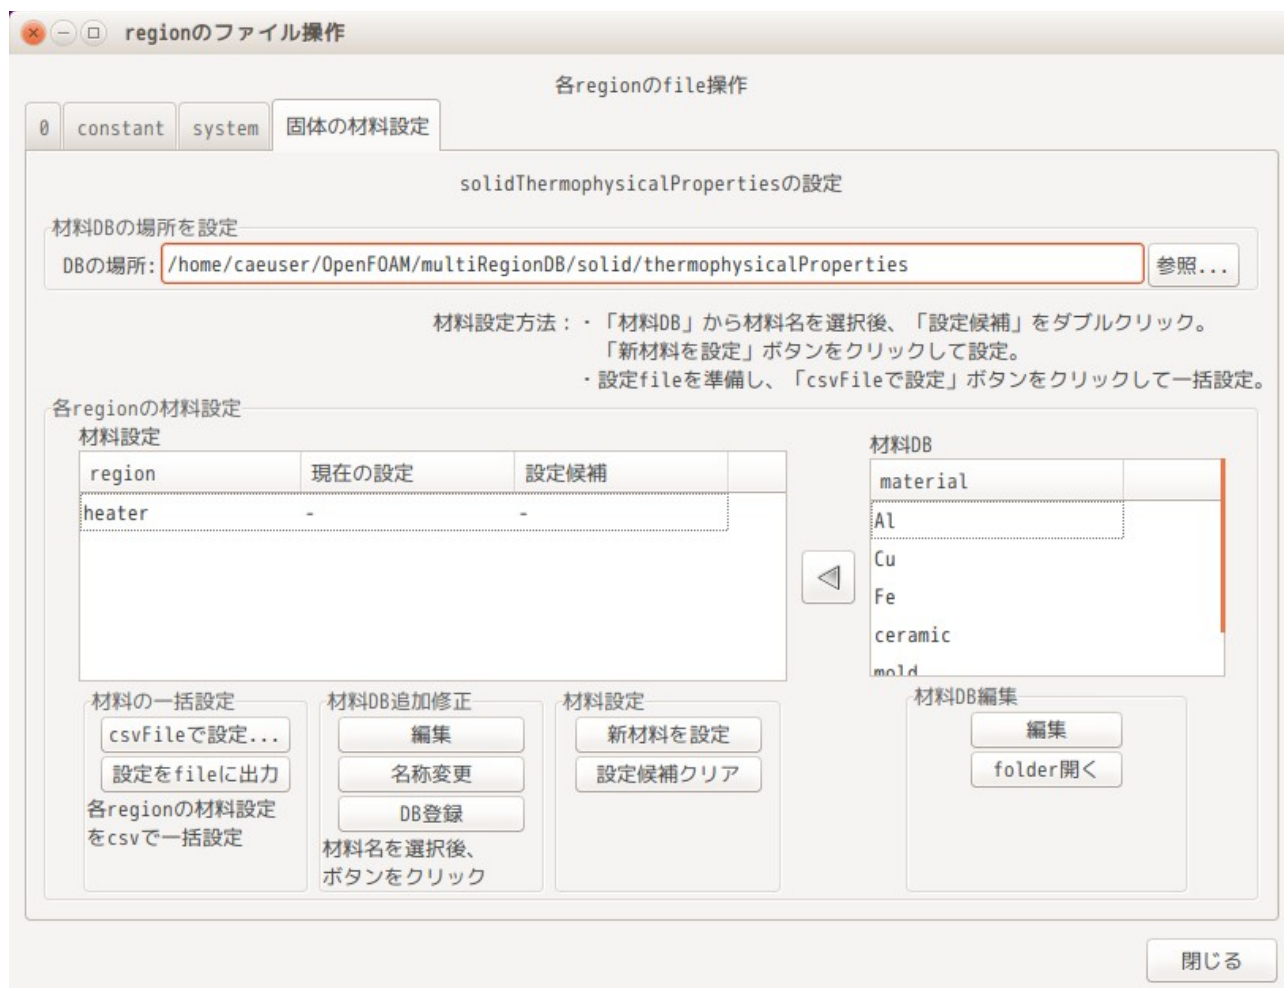 regionのファイル操作
各regionのfile操作
0 constant system 固体の材料設定
solidThermophysicalPropertiesの設定
材料DBの場所を設定
DBの場所: /home/caeuser/OpenFOAM/multiRegionDB/solid/thermophysicalProperties 参照...
材料設定方法：・「材料DB」から材料名を選択後、「設定候補」をダブルクリック。
「新材料を設定」ボタンをクリックして設定。
・設定fileを準備し、「csvFileで設定」ボタンをクリックして一括設定。
各regionの材料設定
材料設定
region 現在の設定 設定候補
heater - -
材料DB
material
Al
Cu
Fe
ceramic
mold
材料の一括設定
csvFileで設定...
設定をfileに出力
各regionの材料設定
をcsvで一括設定
材料DB追加修正
編集
名称変更
DB登録
材料名を選択後、
ボタンをクリック
材料設定
新材料を設定
設定候補クリア
材料DB編集
編集
folder開く
閉じる